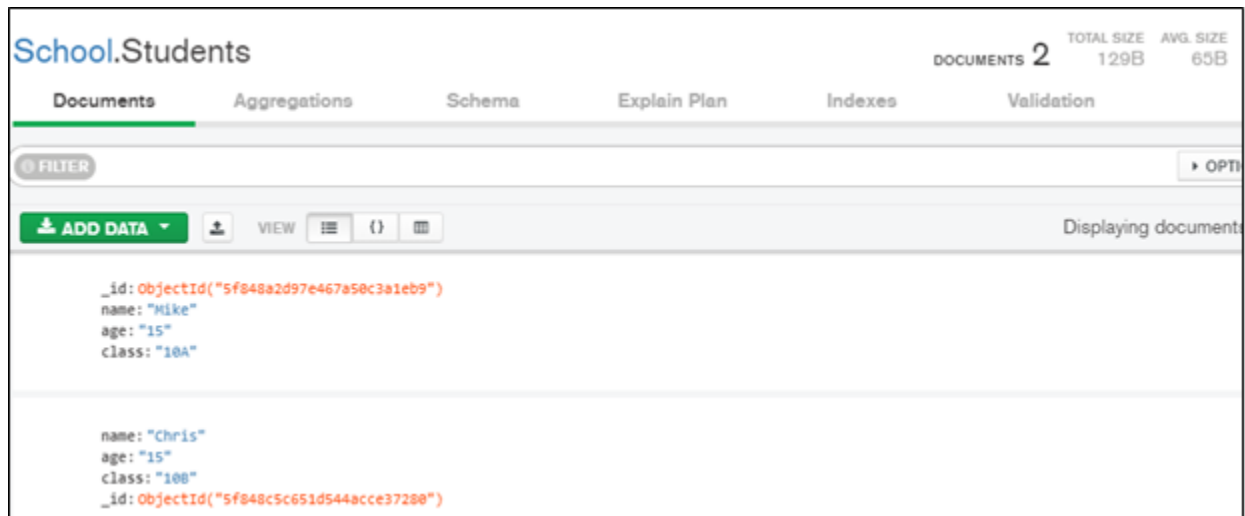 School.Students
DOCUMENTS 2 TOTAL SIZE 129B AVG. SIZE 65B
Documents Aggregations Schema Explain Plan Indexes Validation
FILTER
OPTI
ADD DATA VIEW {} Displaying document
_id: ObjectId("5f848a2d97e467a50c3a1eb9")
name: "Mike"
age: "15"
class: "10A"
name: "Chris"
age: "15"
class: "10B"
_id: ObjectId("5f848c5c651d544acce37280")